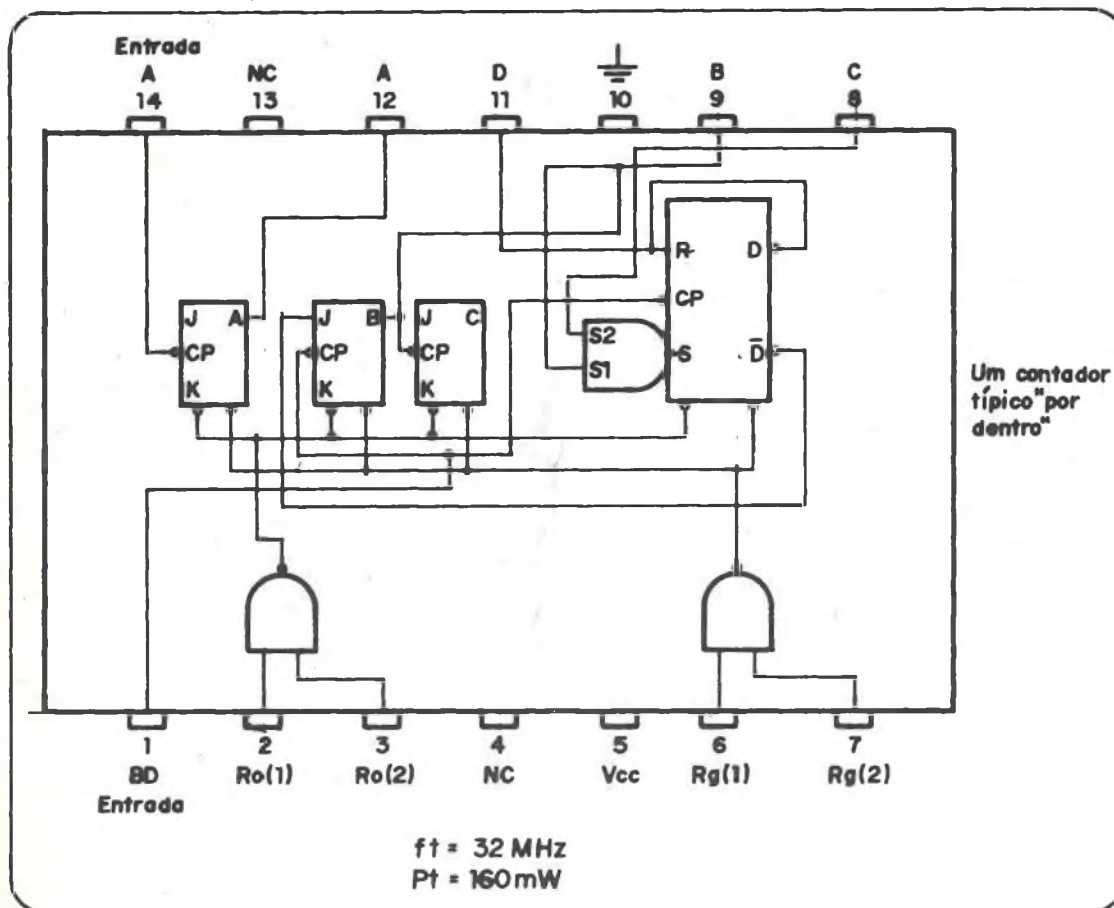 Entrada
A NC A D B C
14 13 12 11 10 9 8
R D
CP
J A J B J C
S2
CP CP CP S D
S1
K K K
Um contador
típico "por
dentro"
1 2 3 4 5 6 7
BD Ro(1) Ro(2) NC Vcc Rg(1) Rg(2)
Entrada
ft = 32 MHz
Pt = 160mW